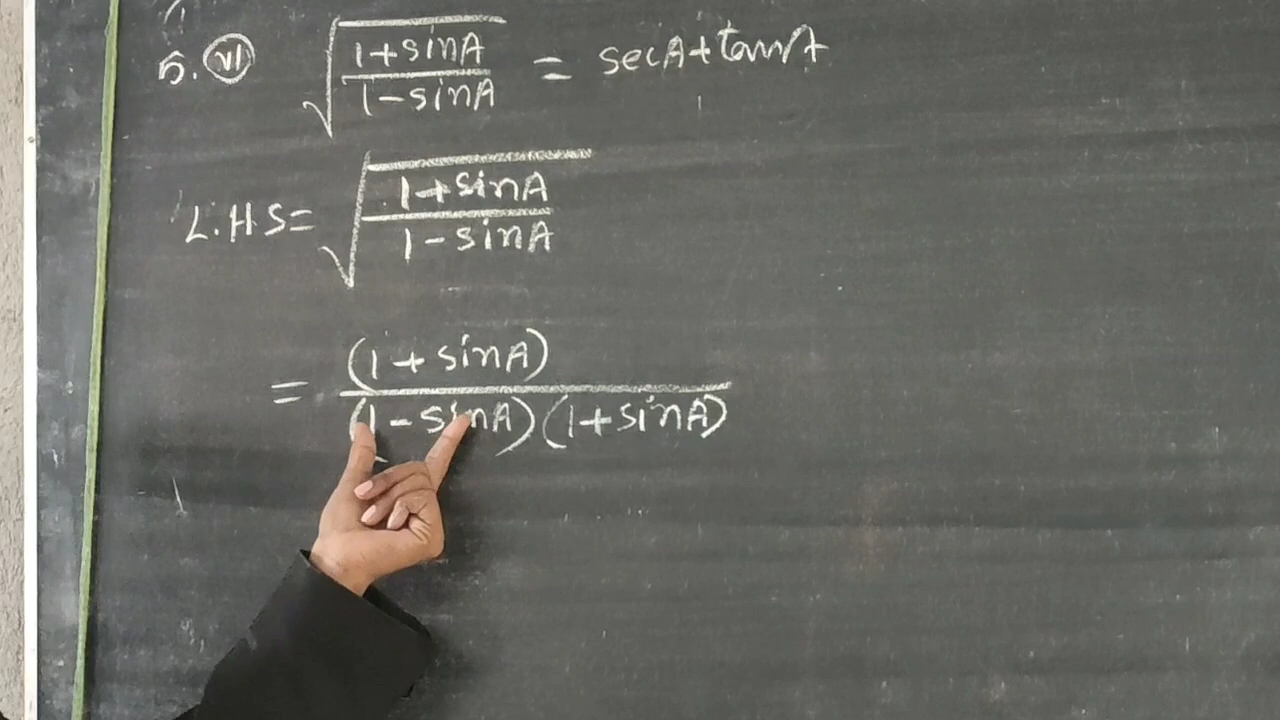 5. (vi) √((1+sinA)/(1-sinA)) = secA+tanA
L.H.S= √((1+sinA)/(1-sinA))
= (1+sinA)/((1-sinA)(1+sinA))